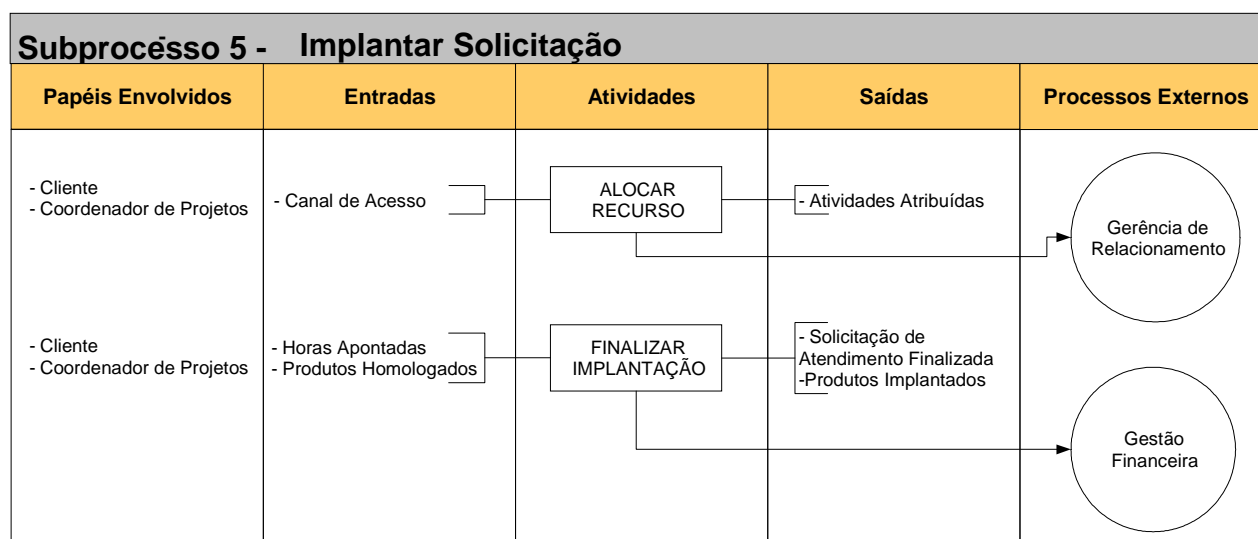 Subprocesso 5 - Implantar Solicitação
Papéis Envolvidos
Entradas
Atividades
Saídas
Processos Externos
- Cliente
- Coordenador de Projetos
- Canal de Acesso
ALOCAR
RECURSO
- Atividades Atribuídas
Gerência de
Relacionamento
- Cliente
- Coordenador de Projetos
- Horas Apontadas
- Produtos Homologados
FINALIZAR
IMPLANTAÇÃO
- Solicitação de
Atendimento Finalizada
-Produtos Implantados
Gestão
Financeira